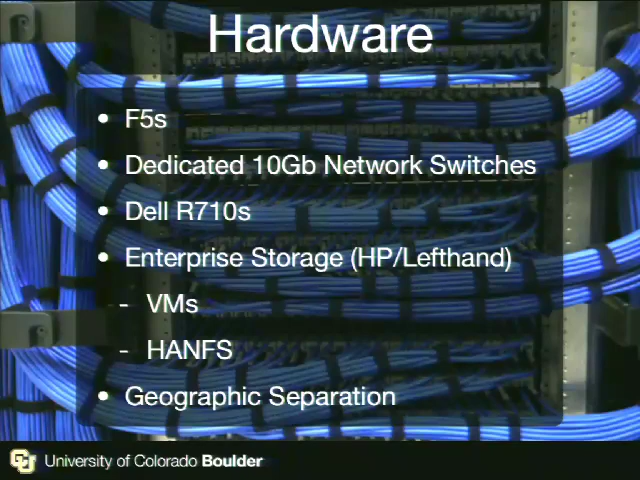 Hardware
• F5s
• Dedicated 10Gb Network Switches
• Dell R710s
• Enterprise Storage (HP/Lefthand)
- VMs
- HANFS
• Geographic Separation
CU University of Colorado Boulder